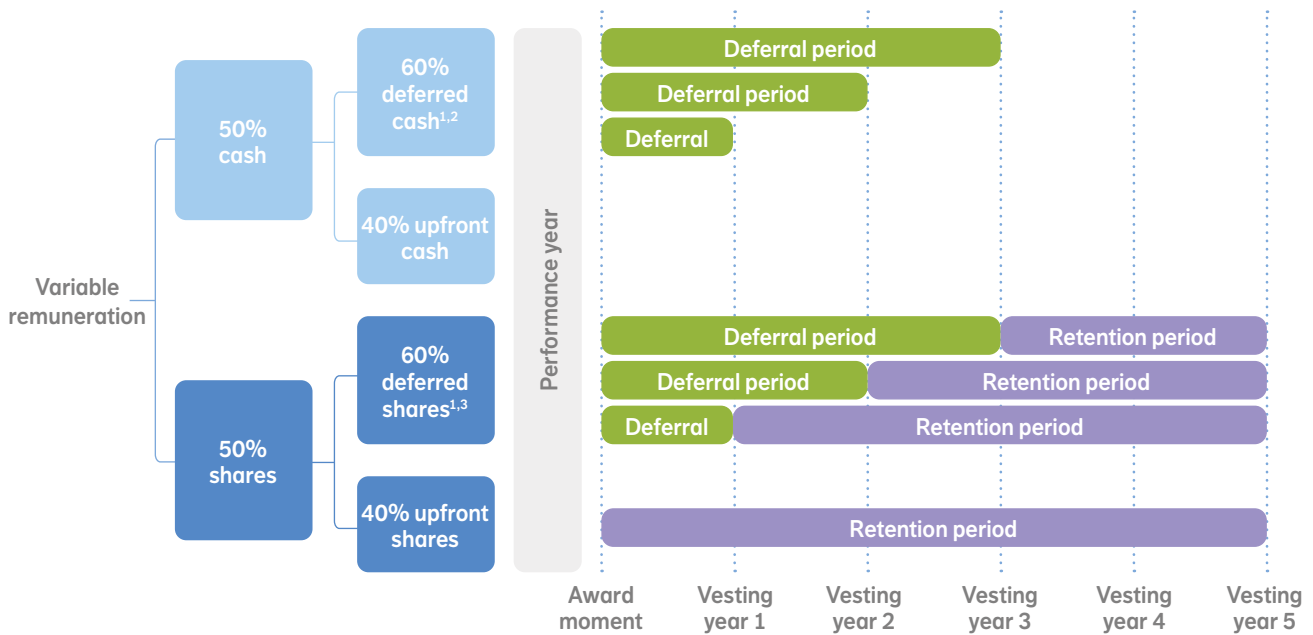 Variable
remuneration
50%
cash
50%
shares
60%
deferred
cash1,2
40% upfront
cash
60%
deferred
shares1,3
40% upfront
shares
Performance year
Deferral period
Deferral period
Deferral
Deferral period
Retention period
Deferral period
Retention period
Deferral
Retention period
Retention period
Award
moment
Vesting
year 1
Vesting
year 2
Vesting
year 3
Vesting
year 4
Vesting
year 5